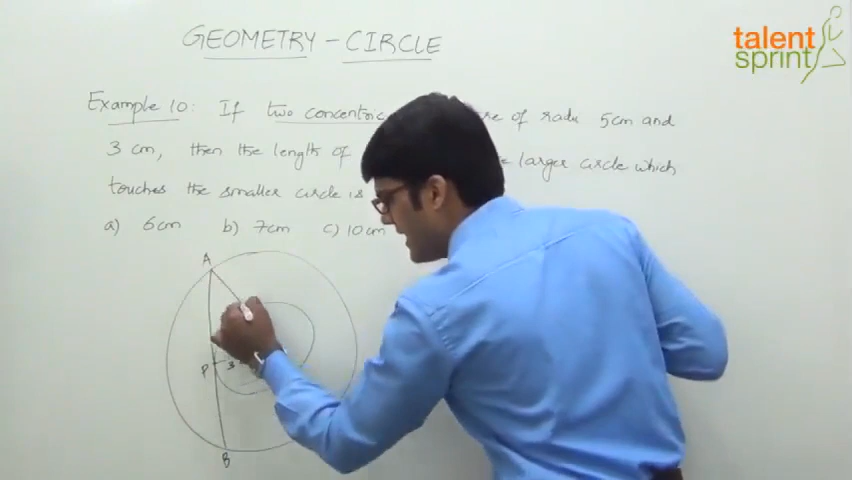 GEOMETRY - CIRCLE
talent
sprint
Example 10: If two concentric are of radii 5cm and
3 cm, then the length of larger circle which
touches the smaller circle is
a) 6cm b) 7cm c) 10cm
A
P 3
B